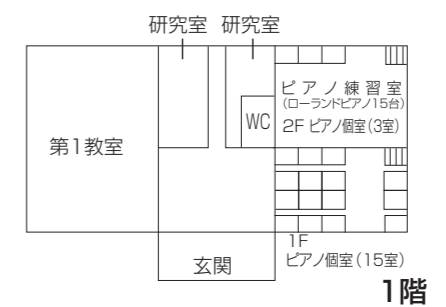 研究室 研究室
ピアノ練習室
(ローランドピアノ15台)
WC
2F ピアノ個室(3室)
第1教室
1F
ピアノ個室(15室)
玄関
1階